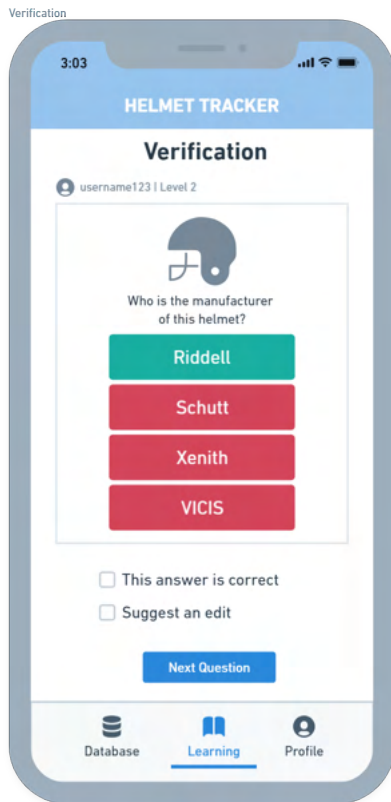 Verification
3:03
HELMET TRACKER
Verification
username123 | Level 2
Who is the manufacturer
of this helmet?
Riddell
Schutt
Xenith
VICIS
This answer is correct
Suggest an edit
Next Question
Database
Learning
Profile